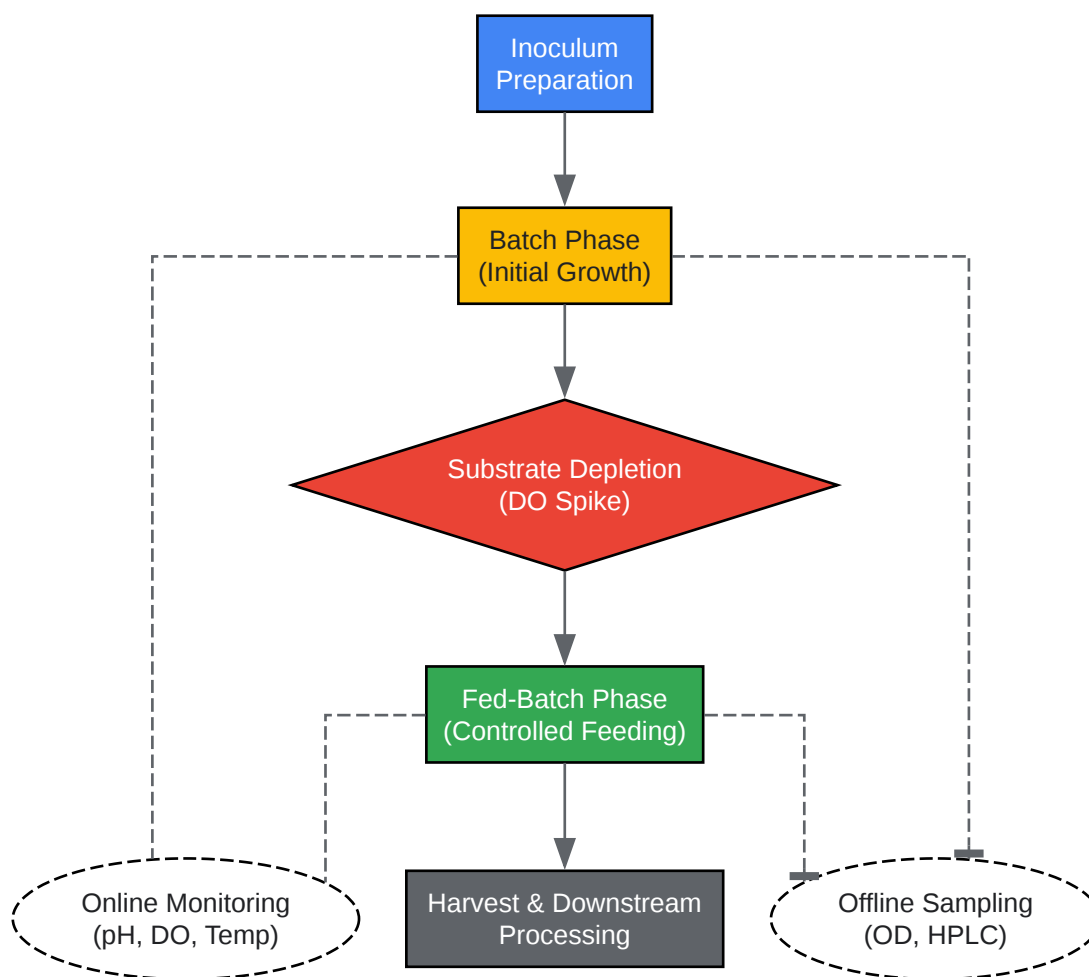 Inoculum
Preparation
Batch Phase
(Initial Growth)
Substrate Depletion
(DO Spike)
Fed-Batch Phase
(Controlled Feeding)
Online Monitoring
(pH, DO, Temp)
Harvest & Downstream
Processing
Offline Sampling
(OD, HPLC)